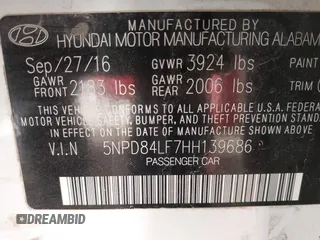 MANUFACTURED BY
HYUNDAI MOTOR MANUFACTURING ALABAM
Sep/27/16 GVWR 3924 lbs PAINT
GAWR FRONT 2183 lbs GAWR REAR 2006 lbs TRIM
THIS VEHICLE CONFORMS TO ALL APPLICABLE U.S. FEDERA
MOTOR VEHICLE SAFETY, BUMPER, AND THEFT PREVENTION STANDA
EFFECT ON THE DATE OF MANUFACTURE SHOWN ABOVE.
V.I.N 5NPD84LF7HH139686
PASSENGER CAR
DREAMBID